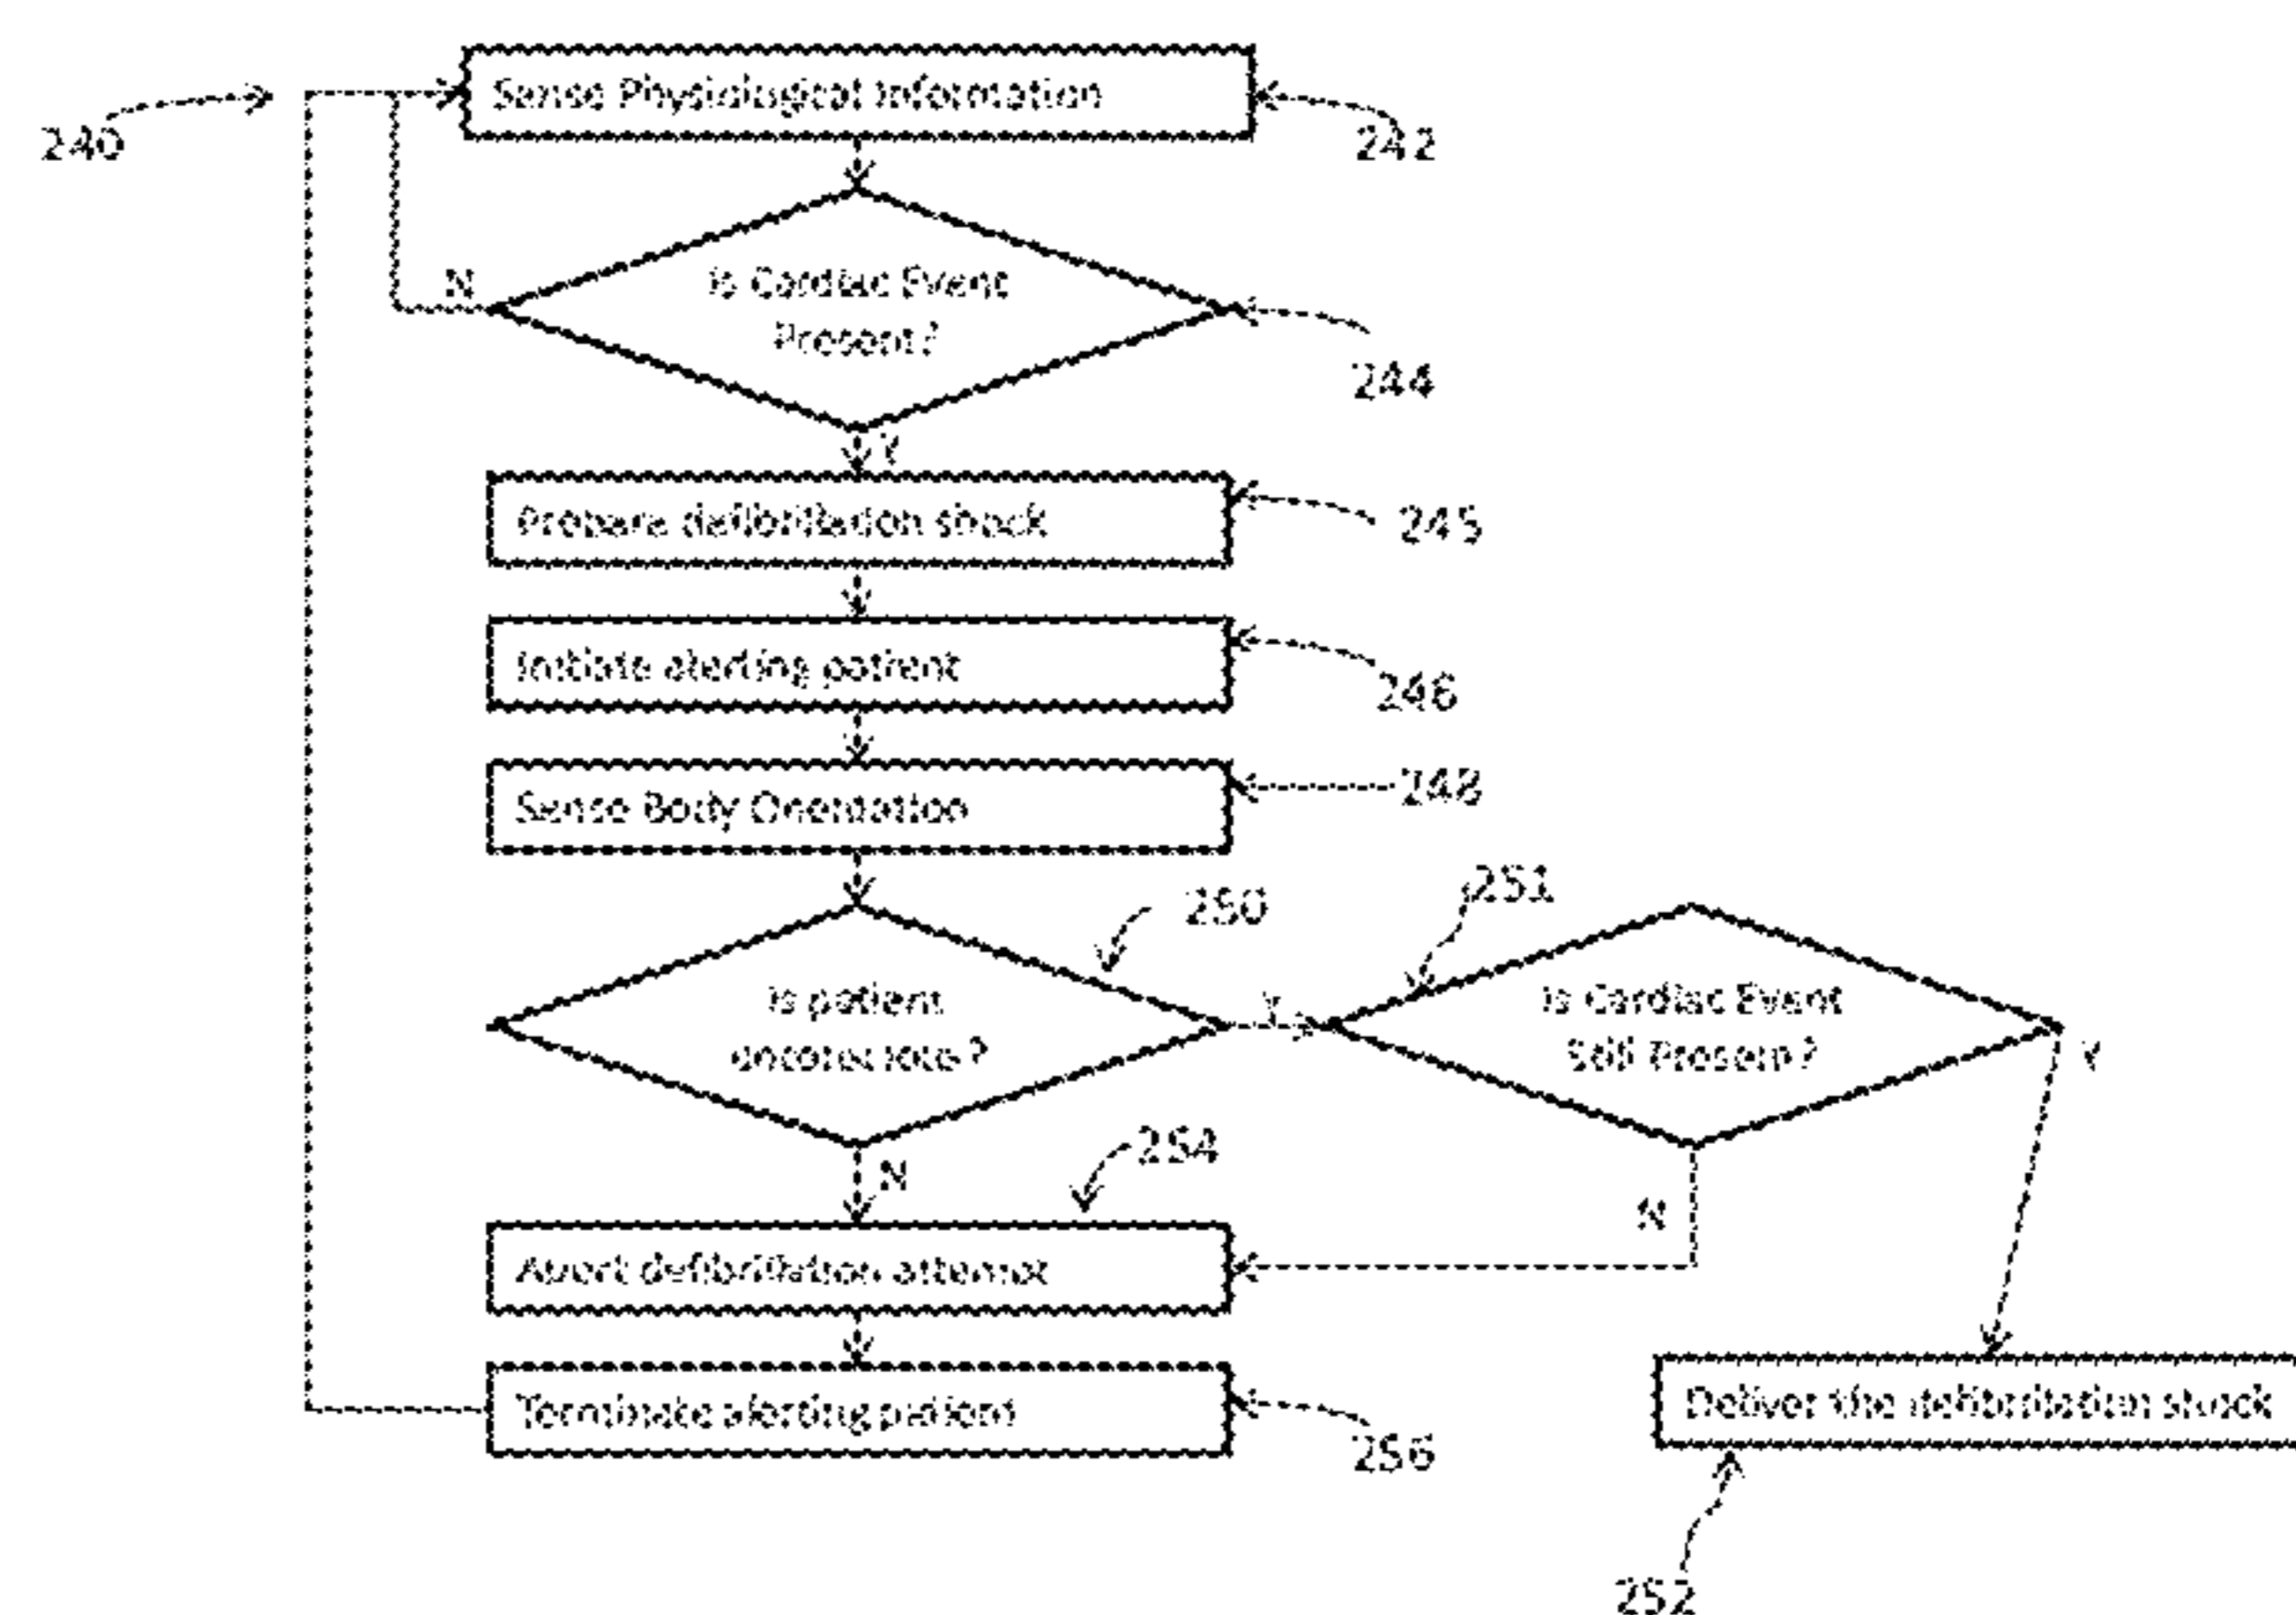 Sense Physiological Information
240
242
N
Is Cardiac Event
Present?
244
Y
Prepare defibrillation shock
245
Initiate alerting patient
246
Sense Body Orientation
248
250
251
Is patient
unconscious?
Y
Is Cardiac Event
Still Present?
Y
N
254
N
Abort defibrillation attempt
Terminate alerting patient
256
Deliver the defibrillation shock
252